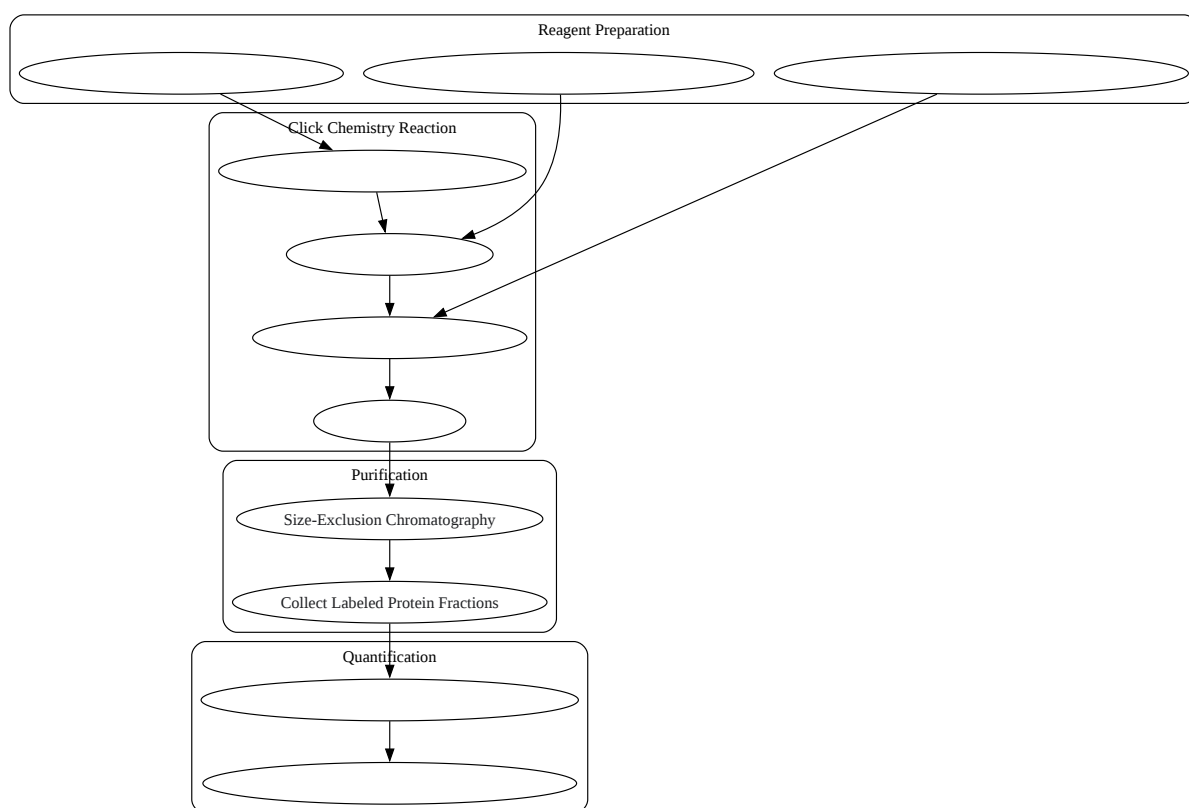 Reagent Preparation
Click Chemistry Reaction
Purification
Size-Exclusion Chromatography
Collect Labeled Protein Fractions
Quantification